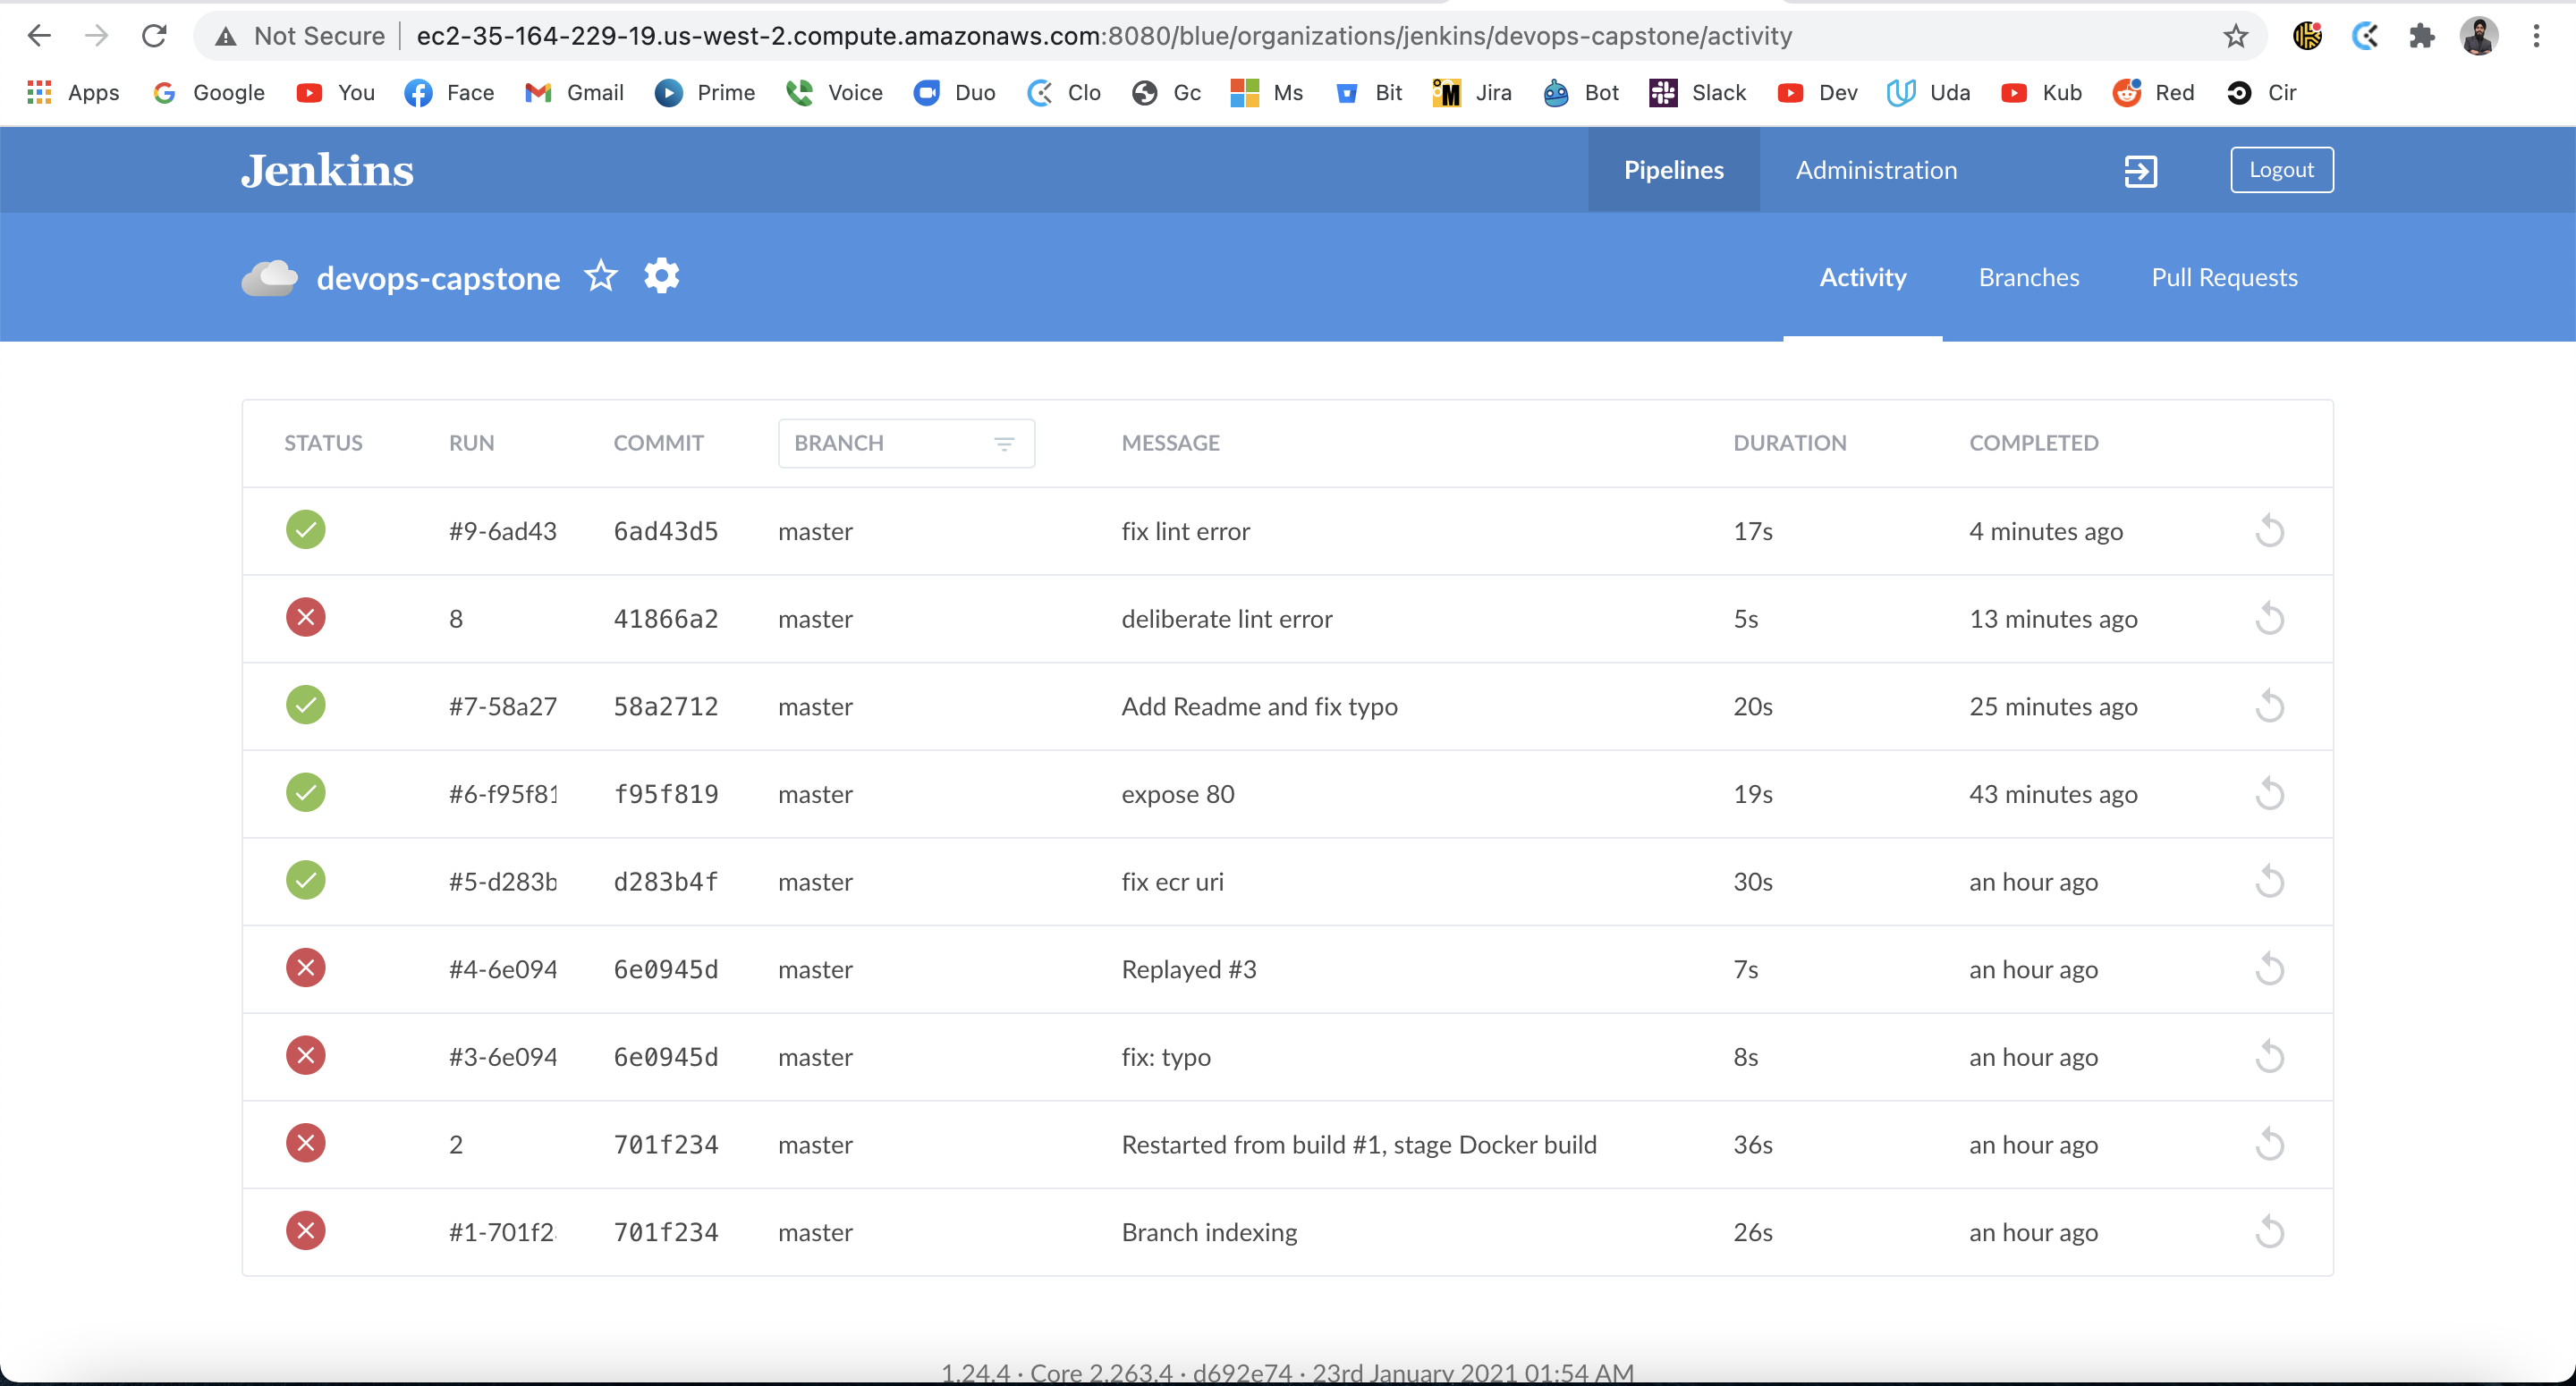 Not Secure ec2-35-164-229-19.us-west-2.compute.amazonaws.com:8080/blue/organizations/jenkins/devops-capstone/activity
Apps Google You Face Gmail Prime Voice Duo Clo Gc Ms Bit Jira Bot Slack Dev Uda Kub Red Cir
Jenkins Pipelines Administration Logout
devops-capstone Activity Branches Pull Requests
STATUS RUN COMMIT BRANCH MESSAGE DURATION COMPLETED
#9-6ad43 6ad43d5 master fix lint error 17s 4 minutes ago
8 41866a2 master deliberate lint error 5s 13 minutes ago
#7-58a27 58a2712 master Add Readme and fix typo 20s 25 minutes ago
#6-f95f81 f95f819 master expose 80 19s 43 minutes ago
#5-d283b d283b4f master fix ecr uri 30s an hour ago
#4-6e094 6e0945d master Replayed #3 7s an hour ago
#3-6e094 6e0945d master fix: typo 8s an hour ago
2 701f234 master Restarted from build #1, stage Docker build 36s an hour ago
#1-701f2 701f234 master Branch indexing 26s an hour ago
1.24.4 · Core 2.263.4 · d692e74 · 23rd January 2021 01:54 AM